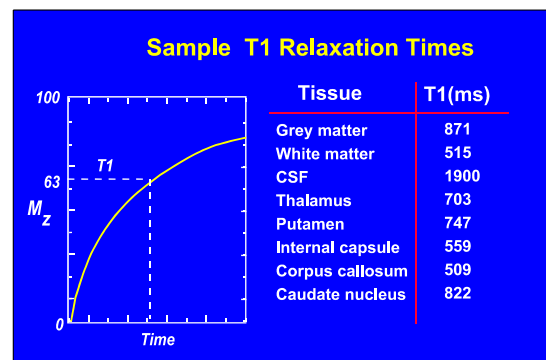 Sample T1 Relaxation Times
Tissue T1(ms)
100
T1
63
Mz
0
Time
Grey matter 871
White matter 515
CSF 1900
Thalamus 703
Putamen 747
Internal capsule 559
Corpus callosum 509
Caudate nucleus 822